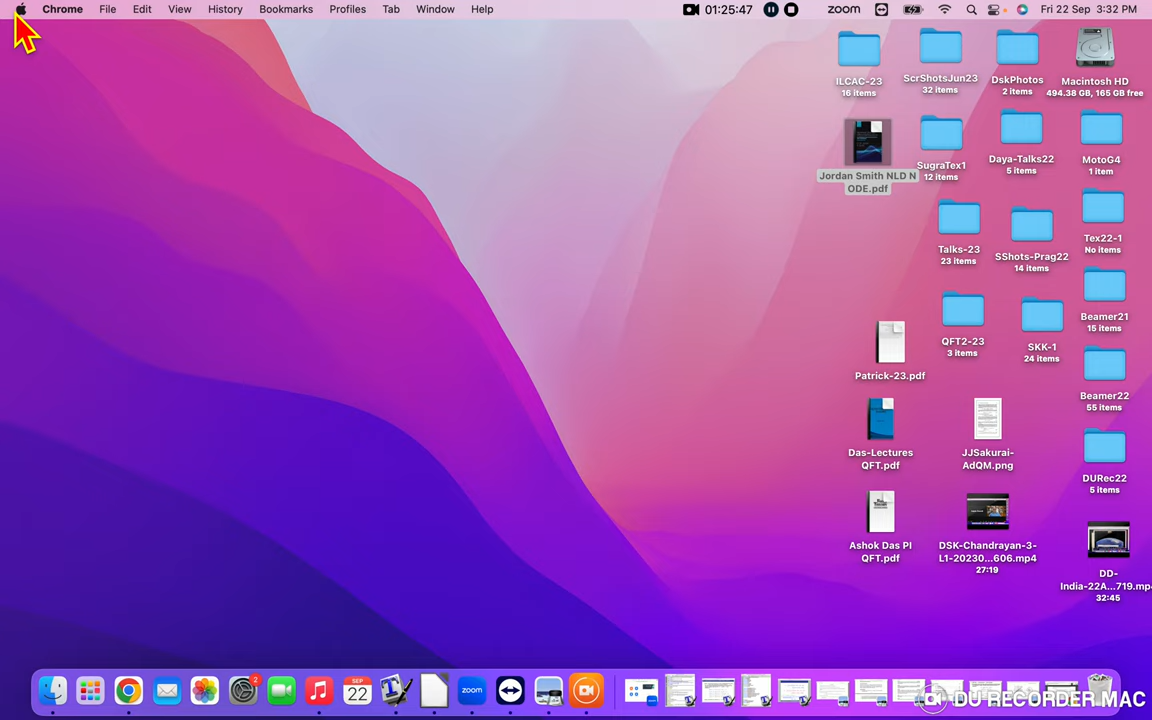 Chrome File Edit View History Bookmarks Profiles Tab Window Help 01:25:47 zoom Fri 22 Sep 3:32 PM
ILCAC-23
16 items
ScrShotsJun23
32 items
DskPhotos
2 items
Macintosh HD
494.38 GB, 165 GB free
Jordan Smith NLD N
ODE.pdf
SugraTex1
12 items
Daya-Talks22
5 items
MotoG4
1 item
Talks-23
23 items
SShots-Prag22
14 items
Tex22-1
No items
Beamer21
15 items
QFT2-23
3 items
SKK-1
24 items
Patrick-23.pdf
Beamer22
55 items
Das-Lectures
QFT.pdf
JJSakurai-
AdQM.png
DURec22
5 items
Ashok Das PI
QFT.pdf
DSK-Chandrayan-3-
L1-20230...606.mp4
27:19
DD-
India-22A...719.mp4
32:45
2
SEP
22
zoom
DU RECORDER MAC